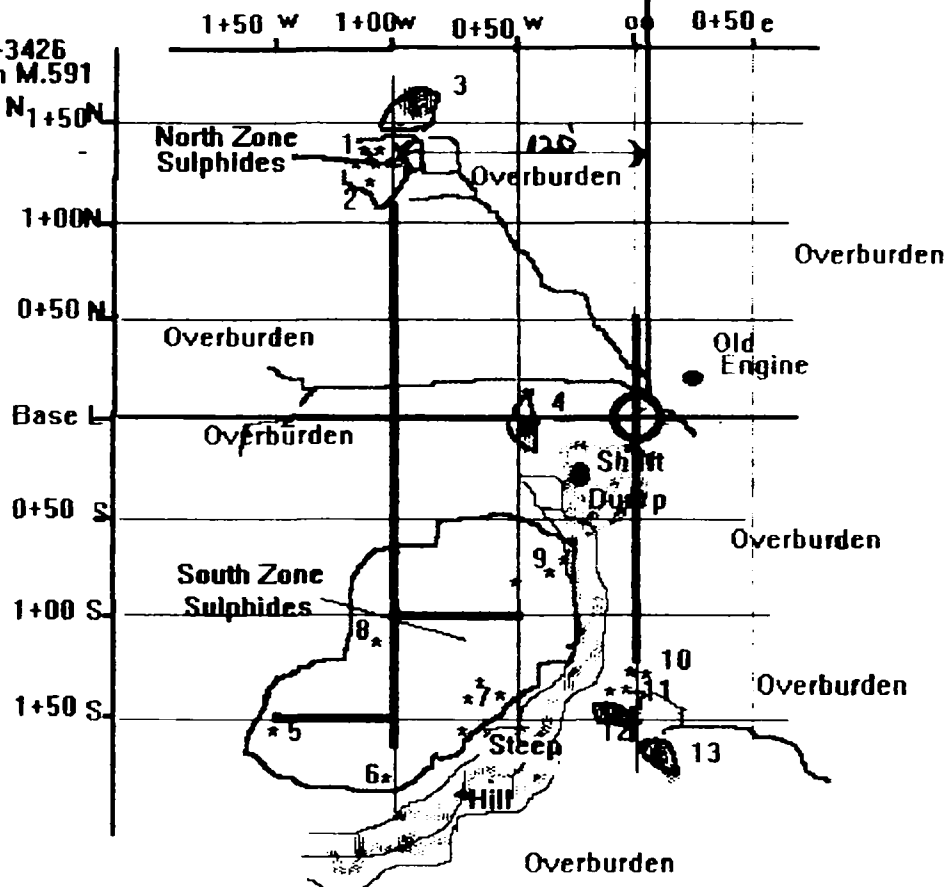 1+50 w 1+00w 0+50 w 0+50 e
3426
M.591
N
1+50 N
3
North Zone
Sulphides
1
2
120'
Overburden
1+00N
Overburden
0+50 N
Overburden
Old
Engine
Base L
4
Overburden
Shaft
Dump
0+50 S
Overburden
9
South Zone
Sulphides
1+00 S
8
10
11
7
Overburden
1+50 S
5
12
Steep
13
6
Hill
Overburden